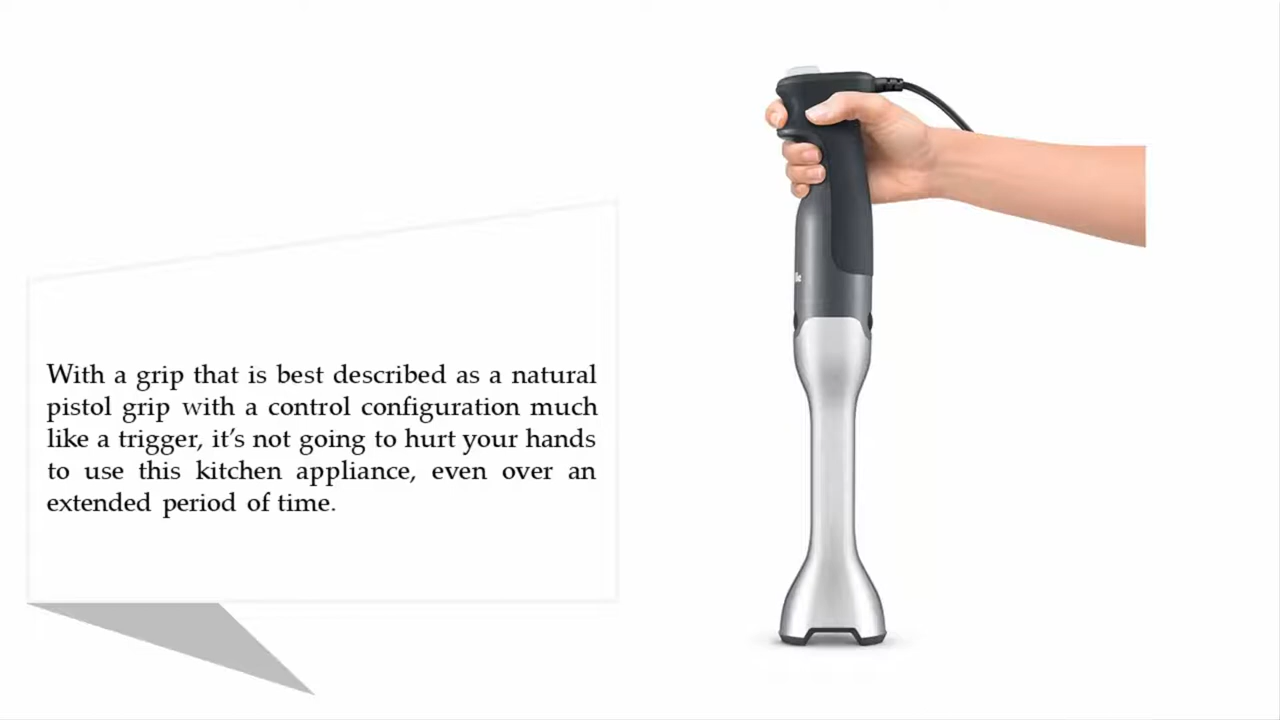 With a grip that is best described as a natural
pistol grip with a control configuration much
like a trigger, it’s not going to hurt your hands
to use this kitchen appliance, even over an
extended period of time.